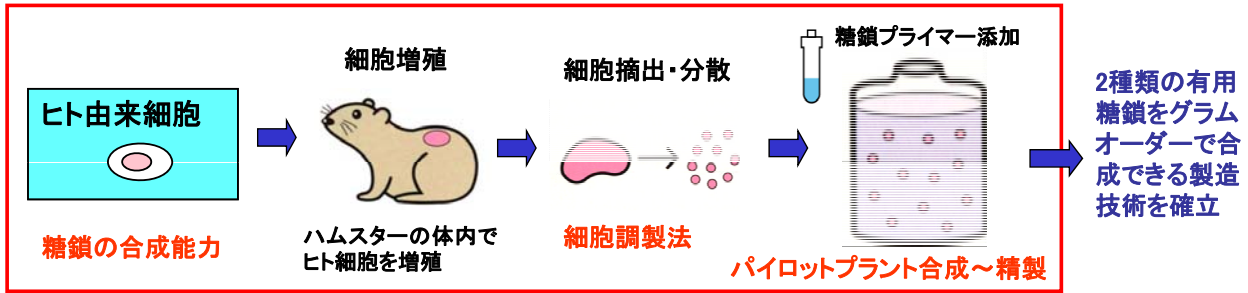 ヒト由来細胞
糖鎖の合成能力
細胞増殖
ハムスターの体内で
ヒト細胞を増殖
細胞摘出・分散
細胞調製法
糖鎖プライマー添加
パイロットプラント合成～精製
2種類の有用
糖鎖をグラム
オーダーで合
成できる製造
技術を確立